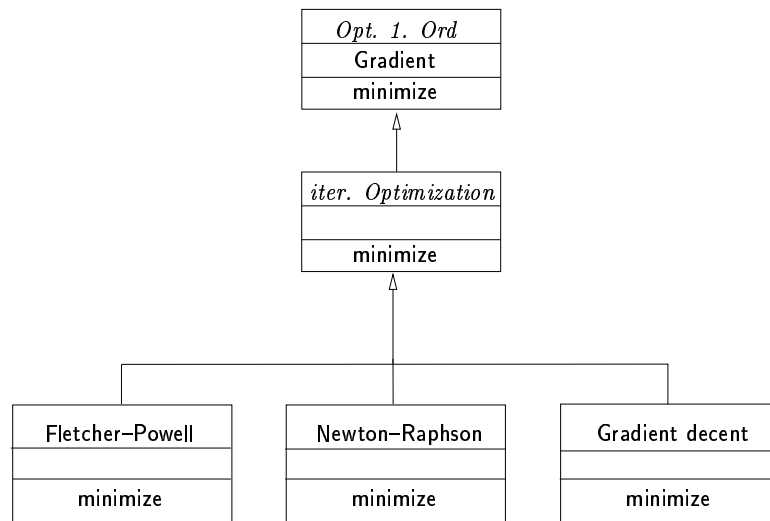 Opt. 1. Ord
Gradient
minimize
iter. Optimization
minimize
Fletcher–Powell
minimize
Newton–Raphson
minimize
Gradient decent
minimize